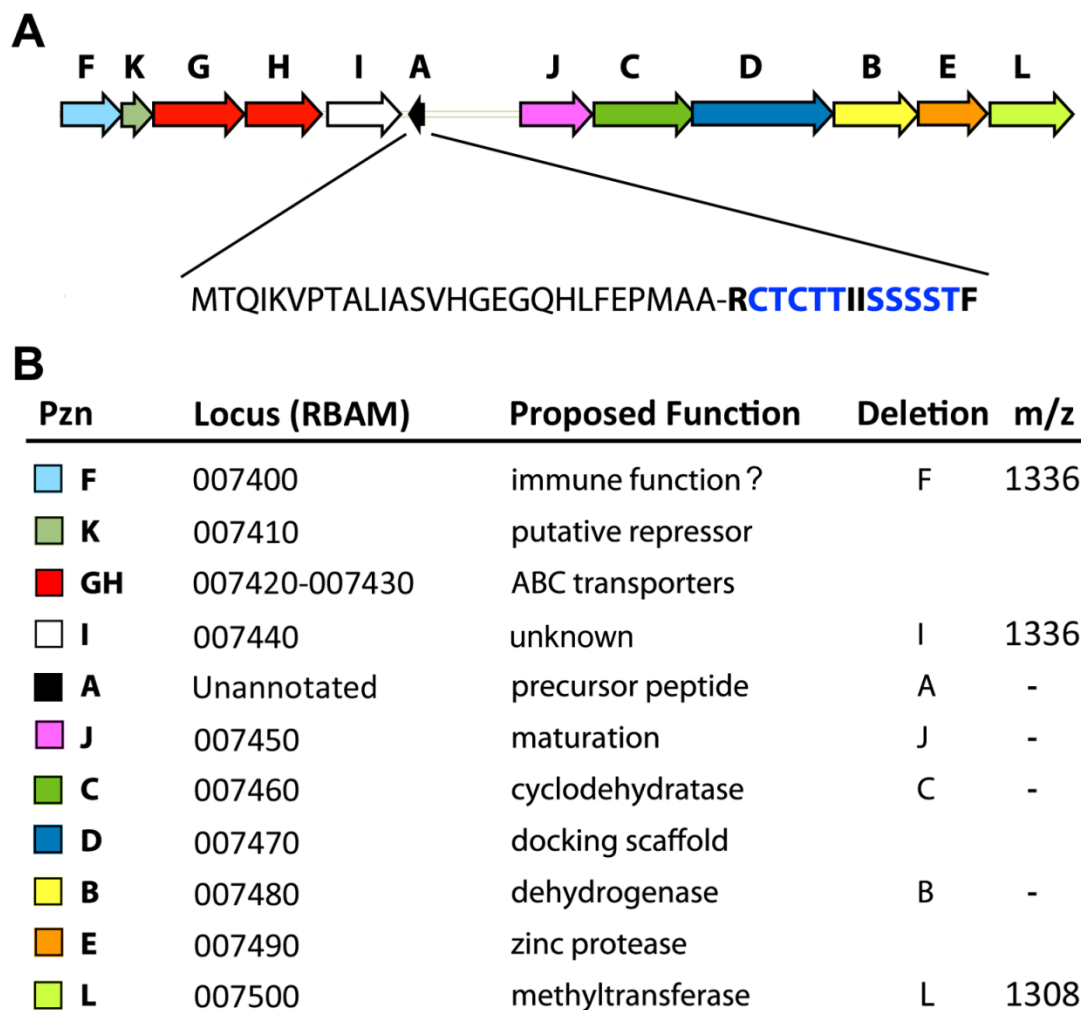 A
F K G H I A J C D B E L
MTQIKVPTALIASVHGEGQHLFEPMAA-RCTCTTIISSSSTF
B
Pzn Locus (RBAM) Proposed Function Deletion m/z
F 007400 immune function ? F 1336
K 007410 putative repressor
GH 007420-007430 ABC transporters
I 007440 unknown I 1336
A Unannotated precursor peptide A -
J 007450 maturation J -
C 007460 cyclodehydratase C -
D 007470 docking scaffold
B 007480 dehydrogenase B -
E 007490 zinc protease
L 007500 methyltransferase L 1308